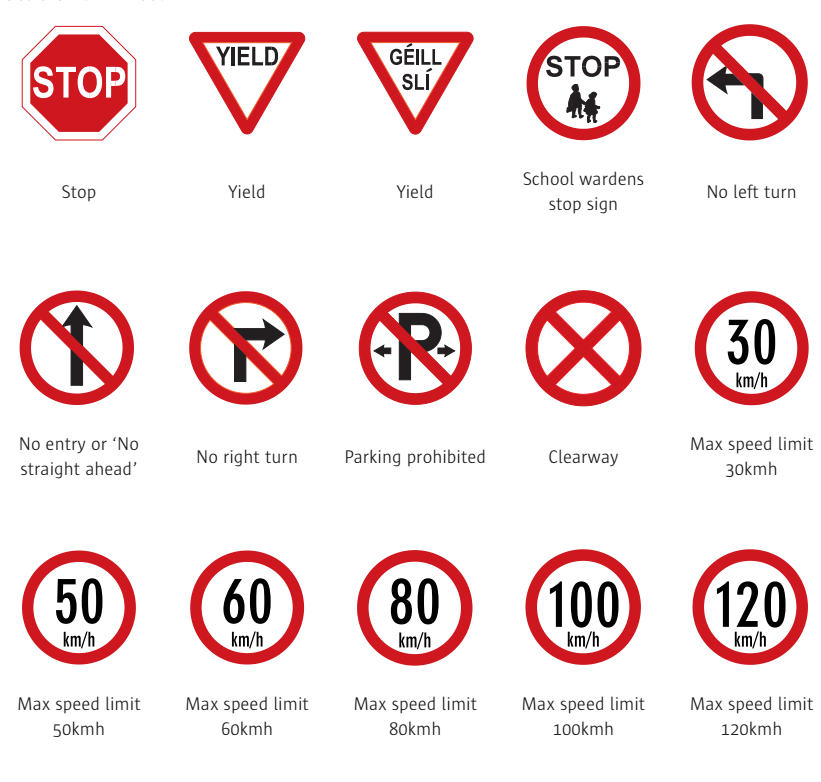 STOP
YIELD
GÉILL
SLÍ
STOP
Stop
Yield
Yield
School wardens
stop sign
No left turn
P
30
km/h
No entry or ‘No
straight ahead’
No right turn
Parking prohibited
Clearway
Max speed limit
30kmh
50
km/h
60
km/h
80
km/h
100
km/h
120
km/h
Max speed limit
50kmh
Max speed limit
60kmh
Max speed limit
80kmh
Max speed limit
100kmh
Max speed limit
120kmh